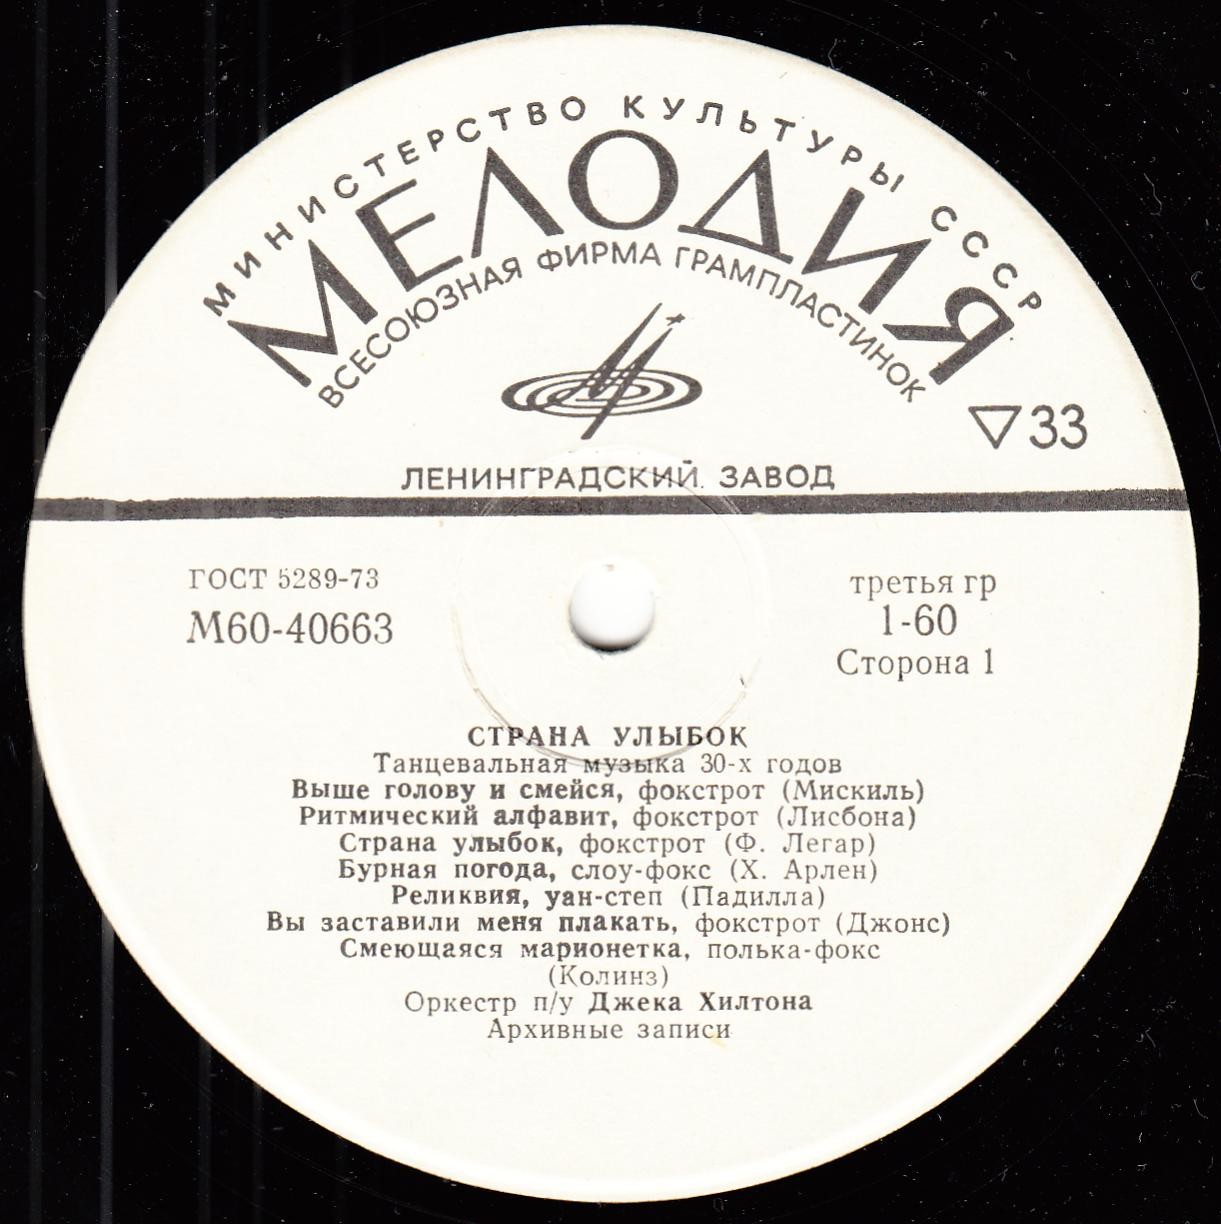 МИНИСТЕРСТВО КУЛЬТУРЫ СССР
МЕЛОДИЯ
ВСЕСОЮЗНАЯ ФИРМА ГРАМПЛАСТИНОК
▽33
ЛЕНИНГРАДСКИЙ ЗАВОД
ГОСТ 5289-73
М60-40663
третья гр
1-60
Сторона 1
СТРАНА УЛЫБОК
Танцевальная музыка 30-х годов
Выше голову и смейся, фокстрот (Мискиль)
Ритмический алфавит, фокстрот (Лисбона)
Страна улыбок, фокстрот (Ф. Легар)
Бурная погода, слоу-фокс (Х. Арлен)
Реликвия, уан-степ (Падилла)
Вы заставили меня плакать, фокстрот (Джонс)
Смеющаяся марионетка, полька-фокс
(Колинз)
Оркестр п/у Джека Хилтона
Архивные записи